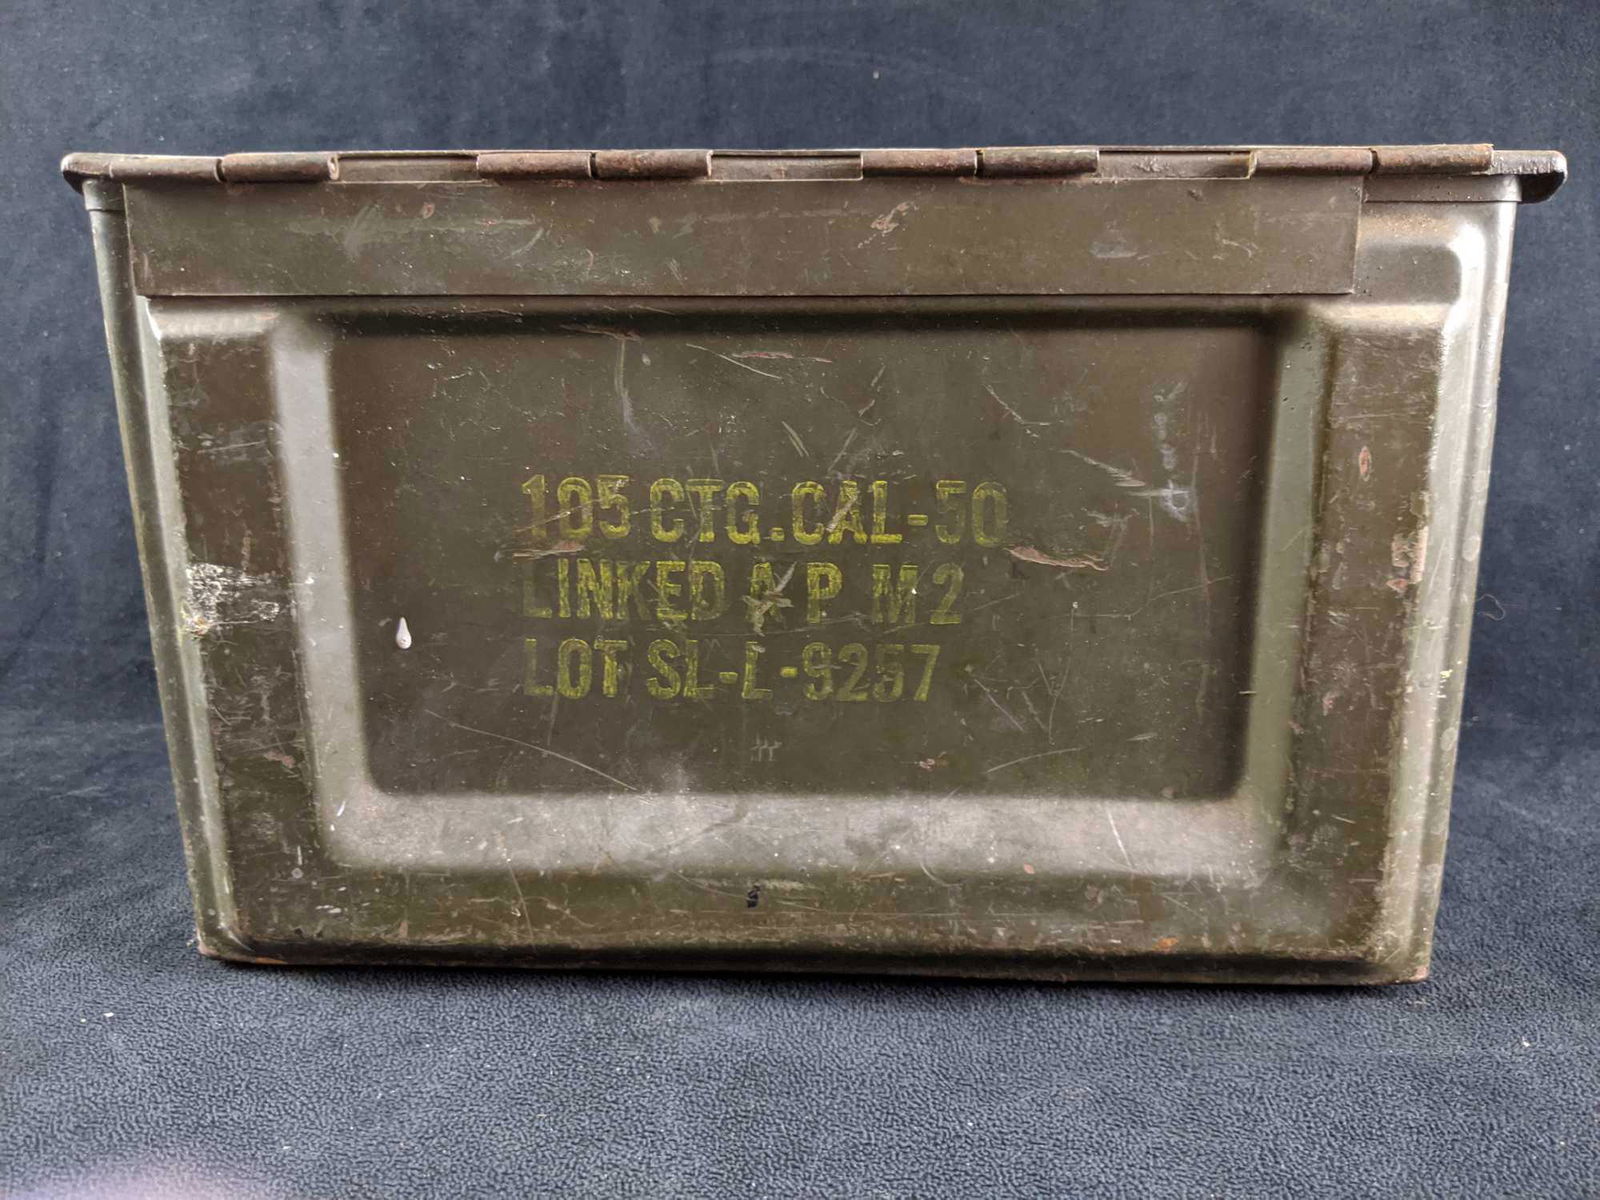 105 CTG. CAL-50
LINKED A P M2
LOT SL-L-9257